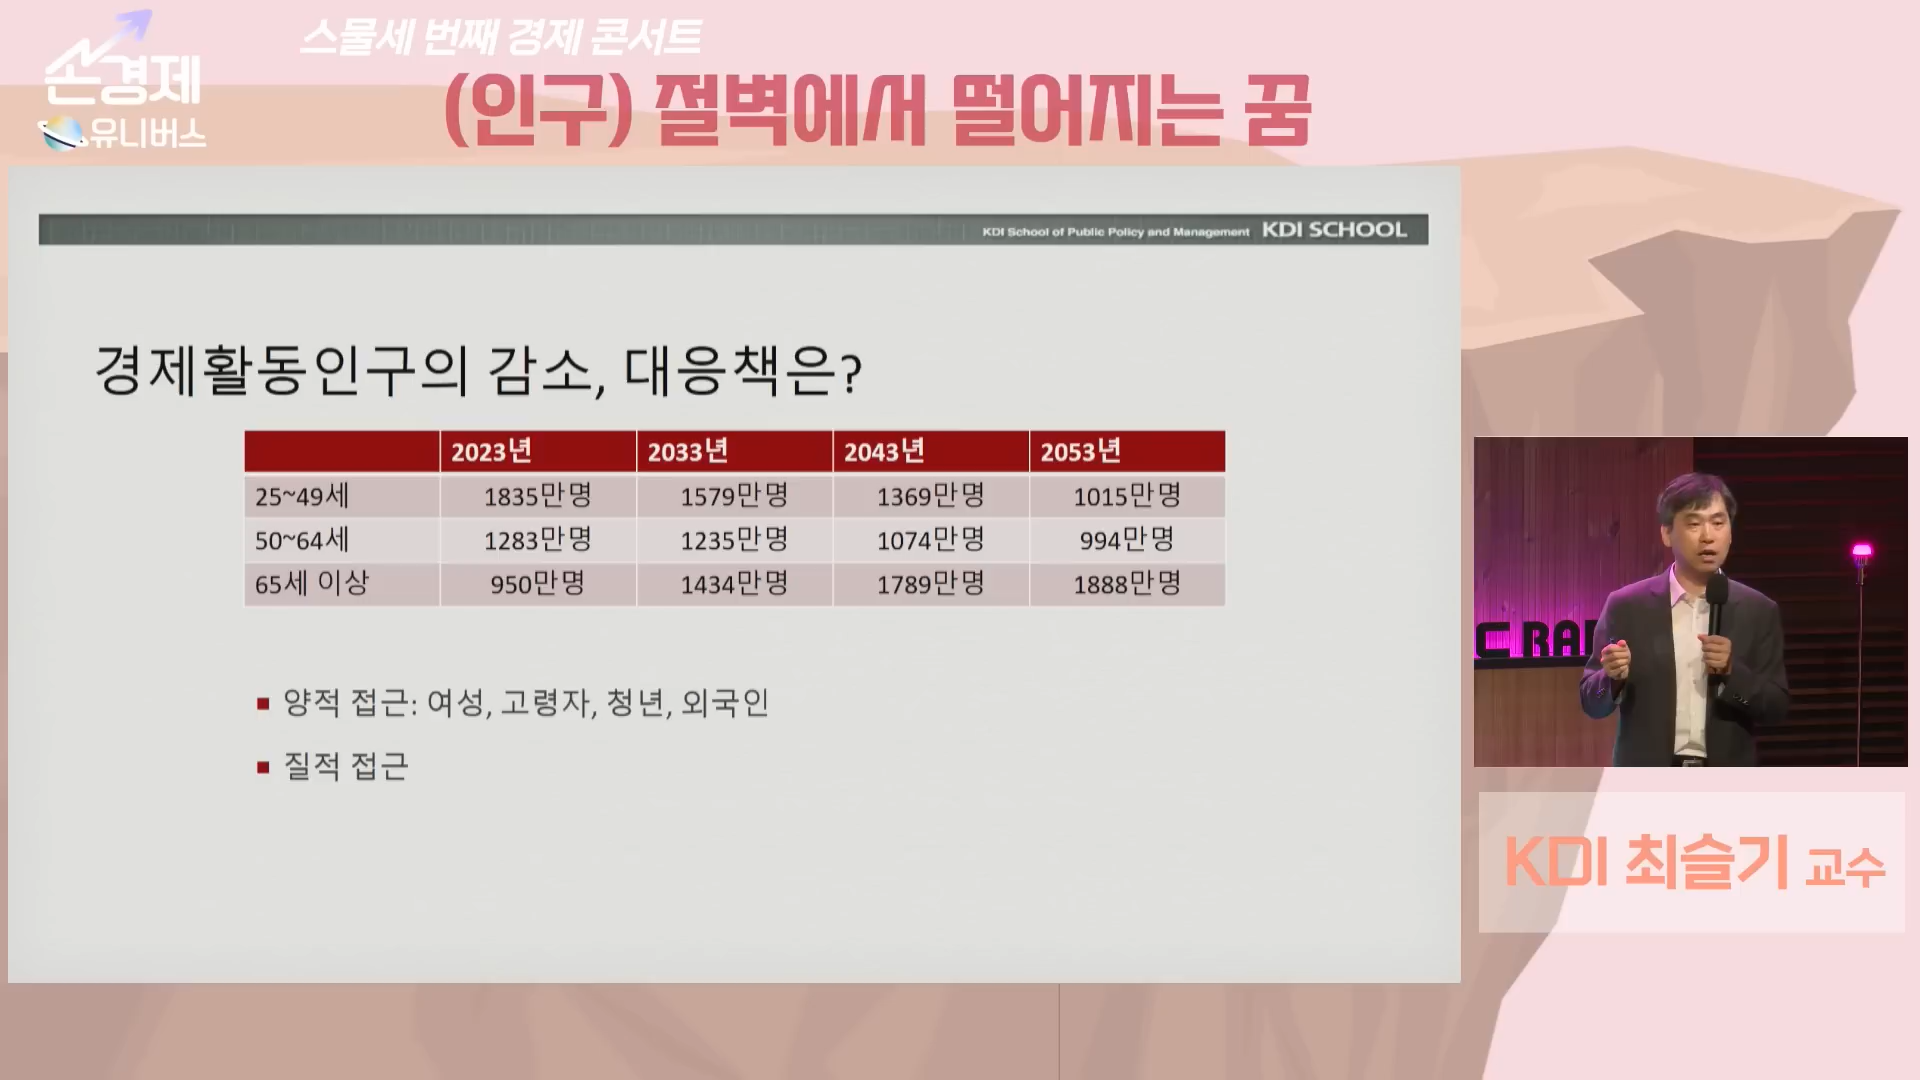 스물세 번째 경제 콘서트
손경제
유니버스
(인구) 절벽에서 떨어지는 꿈
KDI School of Public Policy and Management KDI SCHOOL
경제활동인구의 감소, 대응책은?
2023년 2033년 2043년 2053년
25~49세 1835만명 1579만명 1369만명 1015만명
50~64세 1283만명 1235만명 1074만명 994만명
65세 이상 950만명 1434만명 1789만명 1888만명
▪ 양적 접근: 여성, 고령자, 청년, 외국인
▪ 질적 접근
KDI 최슬기 교수